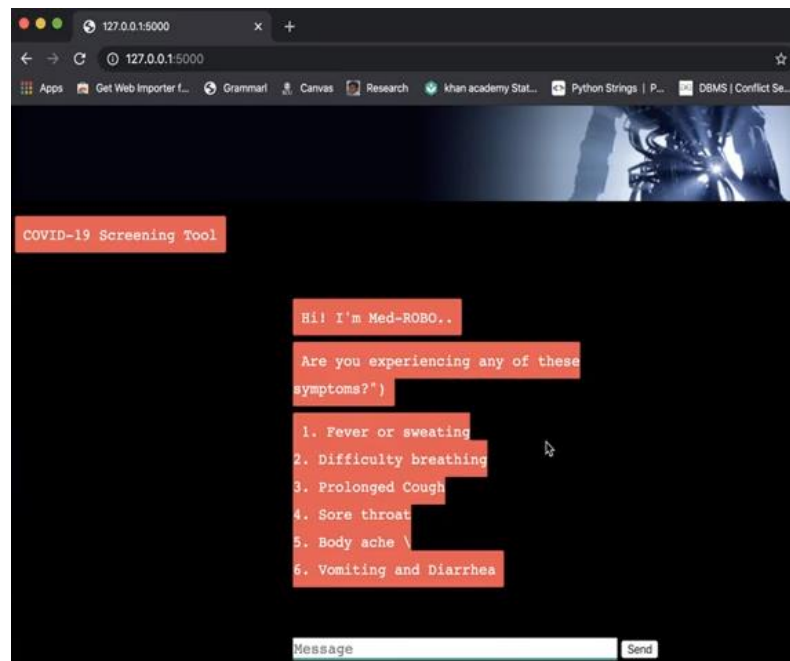 127.0.0.1:5000
127.0.0.1:5000
Apps Get Web Importer f... Grammarl Canvas Research khan academy Stat... Python Strings | P... DBMS | Conflict Se...
COVID-19 Screening Tool
Hi! I'm Med-ROBO..
Are you experiencing any of these
symptoms?")
1. Fever or sweating
2. Difficulty breathing
3. Prolonged Cough
4. Sore throat
5. Body ache \
6. Vomiting and Diarrhea
Message Send